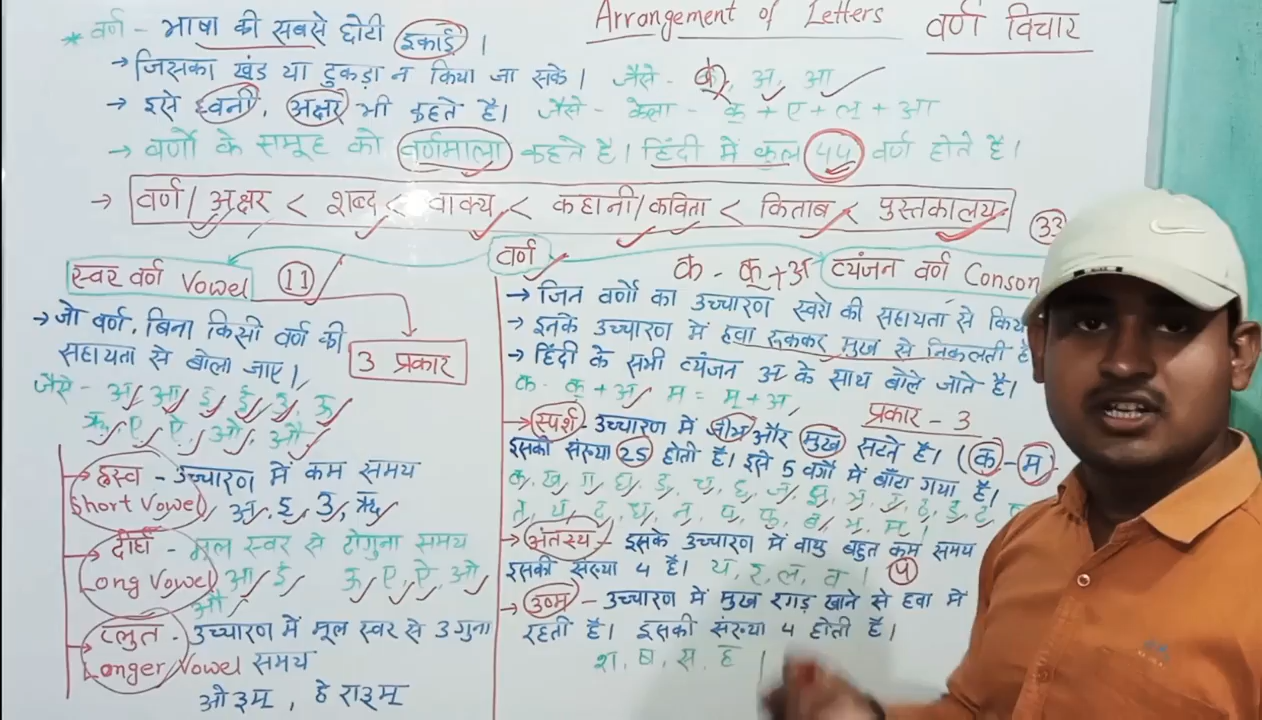 Arrangement of Letters वर्ण विचार
* वर्ण - भाषा की सबसे छोटी इकाई ।
→ जिसका खंड या टुकड़ा न किया जा सके । जैसे - क्, अ, आ
→ इसे ध्वनी, अक्षर भी कहते है। जैसे - केला - क् + ए + ल् + आ
→ वर्णो के समूह को वर्णमाला कहते है। हिंदी में कुल 44 वर्ण होते है।
→ वर्ण / अक्षर < शब्द < वाक्य < कहानी/कविता < किताब < पुस्तकालय
33
वर्ण
स्वर वर्ण Vowel 11
→ जो वर्ण, बिना किसी वर्ण की
सहायता से बोला जाए।
3 प्रकार
जैसे - अ, आ, इ, ई, उ, ऊ
ऋ, ए, ऐ, ओ, औ
→ ह्रस्व - उच्चारण में कम समय
Short Vowel, अ, इ, उ, ऋ
→ दीर्घ - मूल स्वर से दोगुना समय
Long Vowel आ, ई ऊ, ए, ऐ, ओ,
औ
→ प्लुत - उच्चारण में मूल स्वर से 3 गुना
Longer Vowel समय
ओ३म् , हे रा३म्
क - क् + अ व्यंजन वर्ण Conson
→ जिन वर्णो का उच्चारण स्वरो की सहायता से
→ इनके उच्चारण में हवा रूककर मुख से निकलती है
→ हिंदी के सभी व्यंजन अ के साथ बोले जाते है।
क - क् + अ म = म् + अ,
प्रकार - 3
→ स्पर्श - उच्चारण में जीभ और मुख सटते है। (क - म)
इसकी संख्या 25 होती है। इसे 5 वर्गो में बाँटा गया है।
क, ख, ग, घ, ङ, च, छ, ज, झ, ञ, ट, ठ, ड, ढ,
त, थ, द, ध, न, प, फ, ब, भ, म ।
→ अंतस्थ - इसके उच्चारण में वायु बहुत कम समय
इसकी संख्या 4 है। य, र, ल, व । 4
→ उष्म - उच्चारण में मुख रगड़ खाने से हवा में
रहती है। इसकी संख्या 4 होती है।
श, ष, स, ह ।